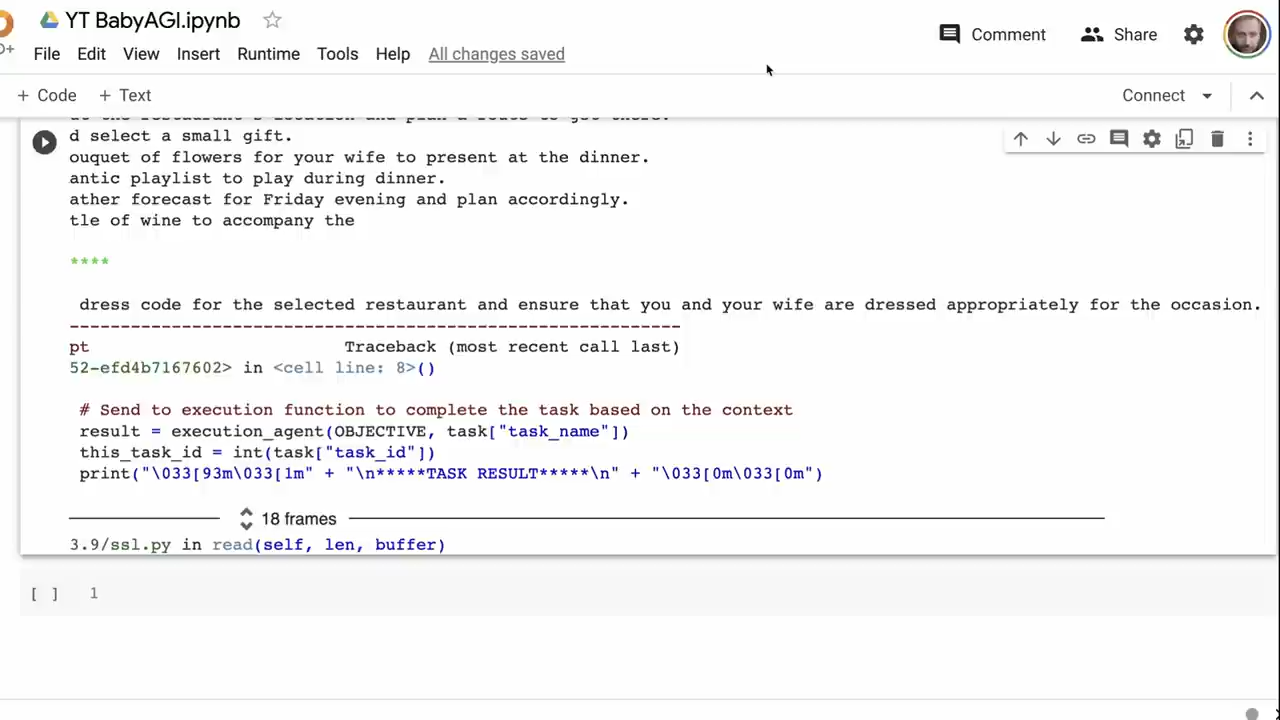 YT BabyAGI.ipynb
Comment
Share
File Edit View Insert Runtime Tools Help All changes saved
+ Code + Text
Connect
d select a small gift.
ouquet of flowers for your wife to present at the dinner.
antic playlist to play during dinner.
ather forecast for Friday evening and plan accordingly.
tle of wine to accompany the
****
dress code for the selected restaurant and ensure that you and your wife are dressed appropriately for the occasion.
------------------------------------------------------------
pt Traceback (most recent call last)
52-efd4b7167602> in <cell line: 8>()
# Send to execution function to complete the task based on the context
result = execution_agent(OBJECTIVE, task["task_name"])
this_task_id = int(task["task_id"])
print("\033[93m\033[1m" + "\n*****TASK RESULT*****\n" + "\033[0m\033[0m")
18 frames
3.9/ssl.py in read(self, len, buffer)
[ ] 1